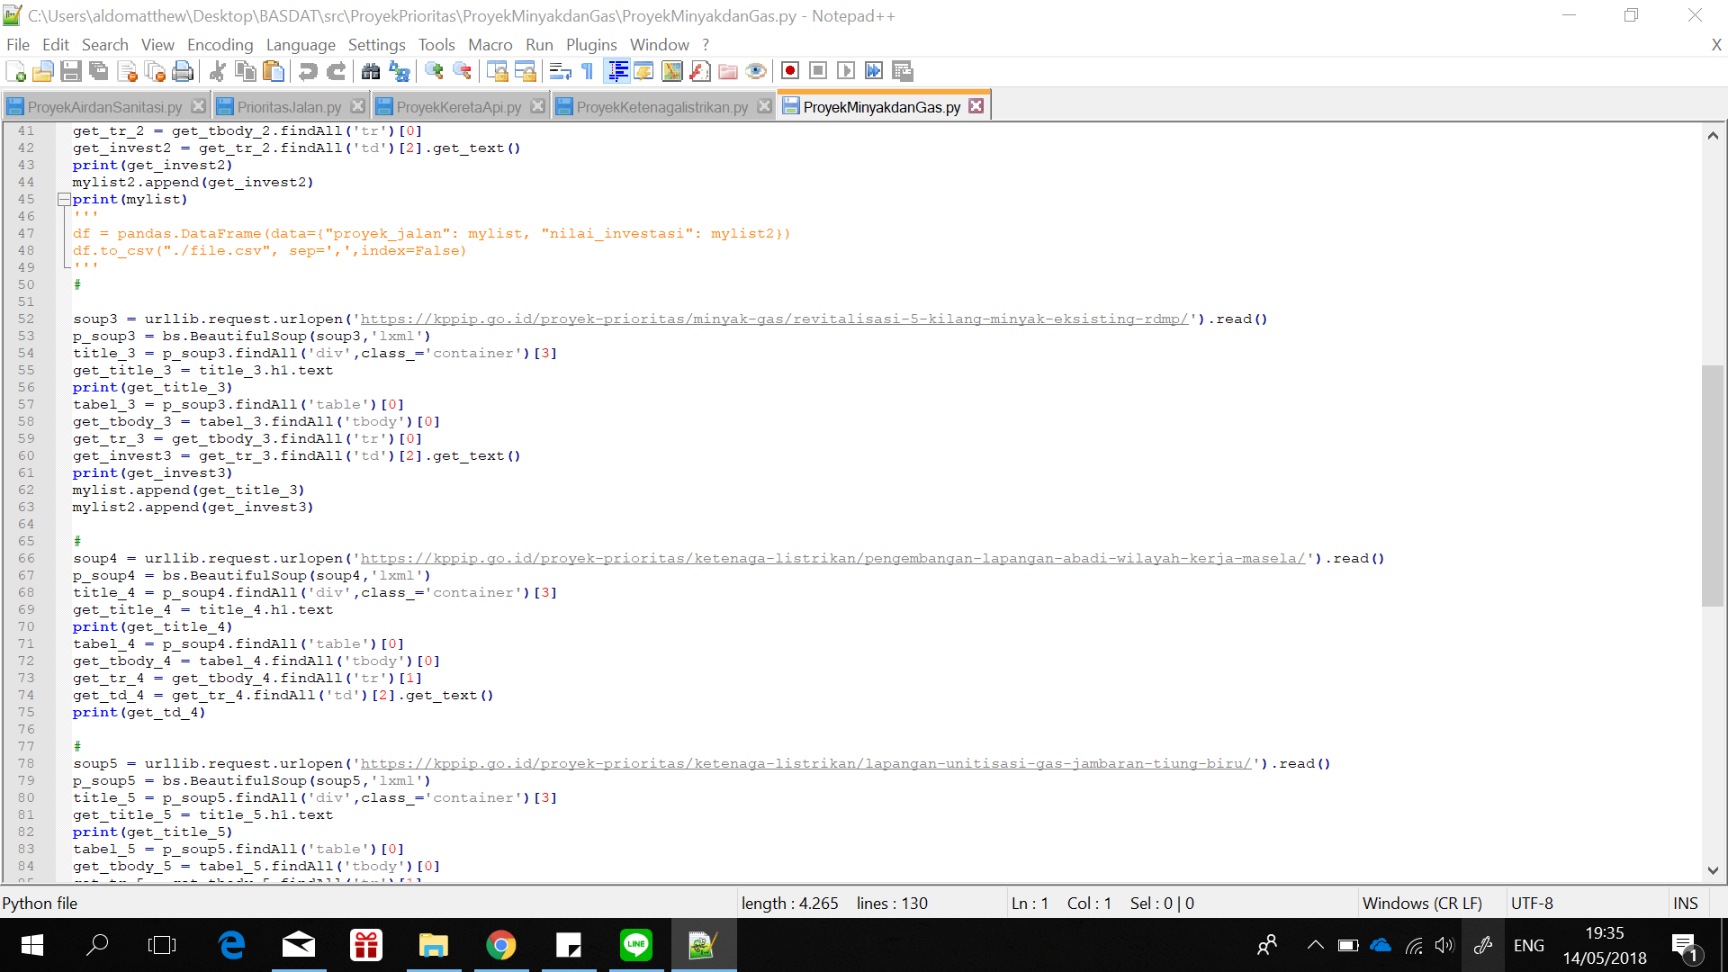 C:\Users\aldomatthew\Desktop\BASDAT\src\ProyekPrioritas\ProyekMinyakdanGas\ProyekMinyakdanGas.py - Notepad++
File Edit Search View Encoding Language Settings Tools Macro Run Plugins Window ? X
ProyekAirdanSanitasi.py PrioritasJalan.py ProyekKeretaApi.py ProyekKetenagalistrikan.py ProyekMinyakdanGas.py
41 get_tr_2 = get_tbody_2.findAll('tr')[0]
42 get_invest2 = get_tr_2.findAll('td')[2].get_text()
43 print(get_invest2)
44 mylist2.append(get_invest2)
45 print(mylist)
46 '''
47 df = pandas.DataFrame(data={"proyek_jalan": mylist, "nilai_investasi": mylist2})
48 df.to_csv("./file.csv", sep=',',index=False)
49 '''
50 #
51
52 soup3 = urllib.request.urlopen('https://kppip.go.id/proyek-prioritas/minyak-gas/revitalisasi-5-kilang-minyak-eksisting-rdmp/').read()
53 p_soup3 = bs.BeautifulSoup(soup3,'lxml')
54 title_3 = p_soup3.findAll('div',class_='container')[3]
55 get_title_3 = title_3.h1.text
56 print(get_title_3)
57 tabel_3 = p_soup3.findAll('table')[0]
58 get_tbody_3 = tabel_3.findAll('tbody')[0]
59 get_tr_3 = get_tbody_3.findAll('tr')[0]
60 get_invest3 = get_tr_3.findAll('td')[2].get_text()
61 print(get_invest3)
62 mylist.append(get_title_3)
63 mylist2.append(get_invest3)
64
65 #
66 soup4 = urllib.request.urlopen('https://kppip.go.id/proyek-prioritas/ketenaga-listrikan/pengembangan-lapangan-abadi-wilayah-kerja-masela/').read()
67 p_soup4 = bs.BeautifulSoup(soup4,'lxml')
68 title_4 = p_soup4.findAll('div',class_='container')[3]
69 get_title_4 = title_4.h1.text
70 print(get_title_4)
71 tabel_4 = p_soup4.findAll('table')[0]
72 get_tbody_4 = tabel_4.findAll('tbody')[0]
73 get_tr_4 = get_tbody_4.findAll('tr')[1]
74 get_td_4 = get_tr_4.findAll('td')[2].get_text()
75 print(get_td_4)
76
77 #
78 soup5 = urllib.request.urlopen('https://kppip.go.id/proyek-prioritas/ketenaga-listrikan/lapangan-unitisasi-gas-jambaran-tiung-biru/').read()
79 p_soup5 = bs.BeautifulSoup(soup5,'lxml')
80 title_5 = p_soup5.findAll('div',class_='container')[3]
81 get_title_5 = title_5.h1.text
82 print(get_title_5)
83 tabel_5 = p_soup5.findAll('table')[0]
84 get_tbody_5 = tabel_5.findAll('tbody')[0]
Python file length : 4.265 lines : 130 Ln : 1 Col : 1 Sel : 0 | 0 Windows (CR LF) UTF-8 INS
LINE
ENG
19:35
14/05/2018
1